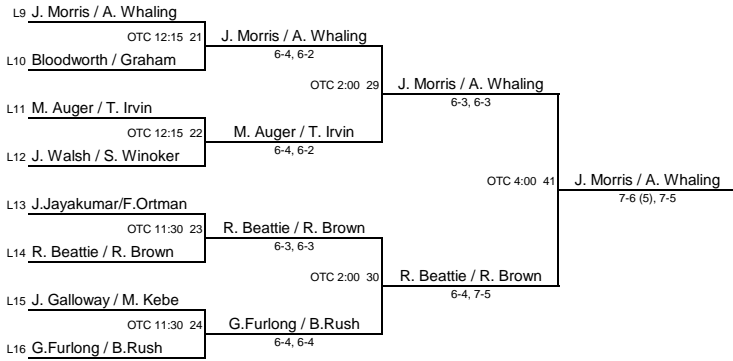 L9 J. Morris / A. Whaling
OTC 12:15 21
J. Morris / A. Whaling
6-4, 6-2
L10 Bloodworth / Graham
OTC 2:00 29
J. Morris / A. Whaling
6-3, 6-3
L11 M. Auger / T. Irvin
OTC 12:15 22
M. Auger / T. Irvin
6-4, 6-2
L12 J. Walsh / S. Winoker
OTC 4:00 41
J. Morris / A. Whaling
7-6 (5), 7-5
L13 J.Jayakumar/F.Ortman
OTC 11:30 23
R. Beattie / R. Brown
6-3, 6-3
L14 R. Beattie / R. Brown
OTC 2:00 30
R. Beattie / R. Brown
6-4, 7-5
L15 J. Galloway / M. Kebe
OTC 11:30 24
G.Furlong / B.Rush
6-4, 6-4
L16 G.Furlong / B.Rush